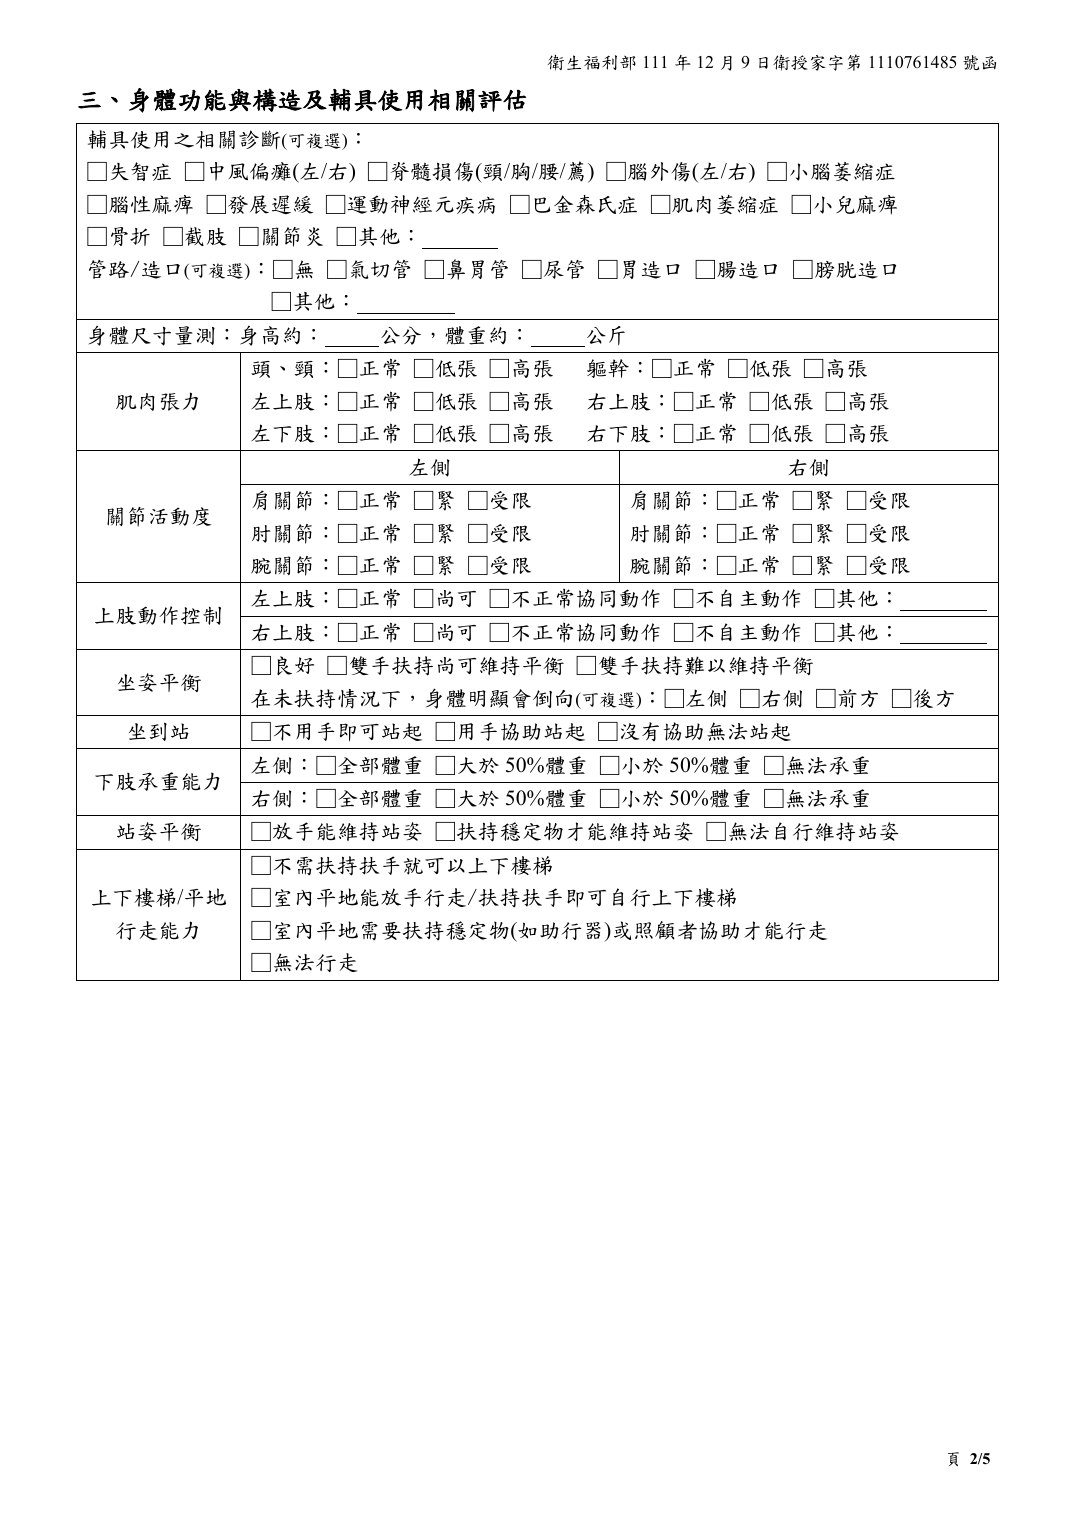 衛生福利部 111 年 12 月 9 日衛授家字第 1110761485 號函
三、身體功能與構造及輔具使用相關評估
輔具使用之相關診斷(可複選)：
□失智症 □中風偏癱(左/右) □脊髓損傷(頸/胸/腰/薦) □腦外傷(左/右) □小腦萎縮症
□腦性麻痺 □發展遲緩 □運動神經元疾病 □巴金森氏症 □肌肉萎縮症 □小兒麻痺
□骨折 □截肢 □關節炎 □其他：_______
管路/造口(可複選)：□無 □氣切管 □鼻胃管 □尿管 □胃造口 □腸造口 □膀胱造口
□其他：_________
身體尺寸量測：身高約：_____公分，體重約：_____公斤
肌肉張力
頭、頸：□正常 □低張 □高張 軀幹：□正常 □低張 □高張
左上肢：□正常 □低張 □高張 右上肢：□正常 □低張 □高張
左下肢：□正常 □低張 □高張 右下肢：□正常 □低張 □高張
關節活動度
左側 右側
肩關節：□正常 □緊 □受限 肩關節：□正常 □緊 □受限
肘關節：□正常 □緊 □受限 肘關節：□正常 □緊 □受限
腕關節：□正常 □緊 □受限 腕關節：□正常 □緊 □受限
上肢動作控制
左上肢：□正常 □尚可 □不正常協同動作 □不自主動作 □其他：________
右上肢：□正常 □尚可 □不正常協同動作 □不自主動作 □其他：________
坐姿平衡
□良好 □雙手扶持尚可維持平衡 □雙手扶持難以維持平衡
在未扶持情況下，身體明顯會倒向(可複選)：□左側 □右側 □前方 □後方
坐到站 □不用手即可站起 □用手協助站起 □沒有協助無法站起
下肢承重能力
左側：□全部體重 □大於 50%體重 □小於 50%體重 □無法承重
右側：□全部體重 □大於 50%體重 □小於 50%體重 □無法承重
站姿平衡 □放手能維持站姿 □扶持穩定物才能維持站姿 □無法自行維持站姿
上下樓梯/平地
行走能力
□不需扶持扶手就可以上下樓梯
□室內平地能放手行走/扶持扶手即可自行上下樓梯
□室內平地需要扶持穩定物(如助行器)或照顧者協助才能行走
□無法行走
頁 2/5